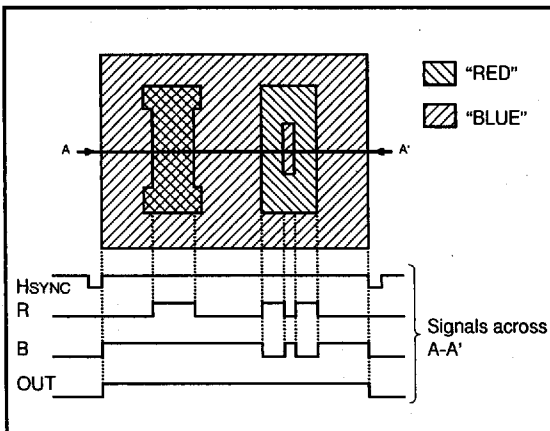 “RED”
“BLUE”
A A'
HSYNC
R
B
OUT
Signals across
A-A'